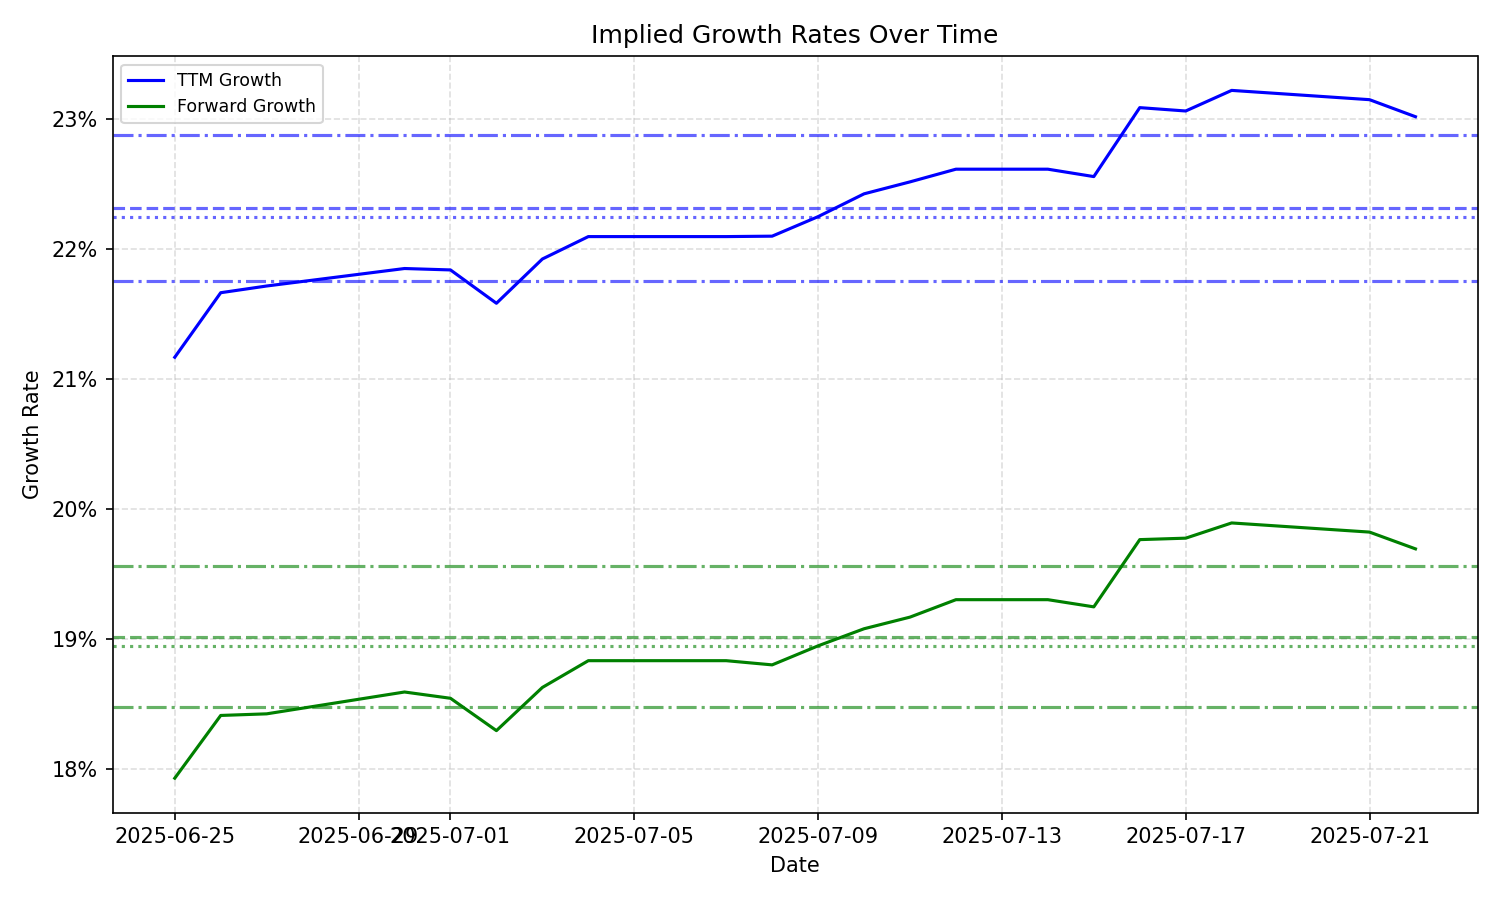 Implied Growth Rates Over Time
TTM Growth
Forward Growth
23%
22%
21%
20%
19%
18%
Growth Rate
2025-06-25
2025-06-29
2025-07-01
2025-07-05
2025-07-09
2025-07-13
2025-07-17
2025-07-21
Date